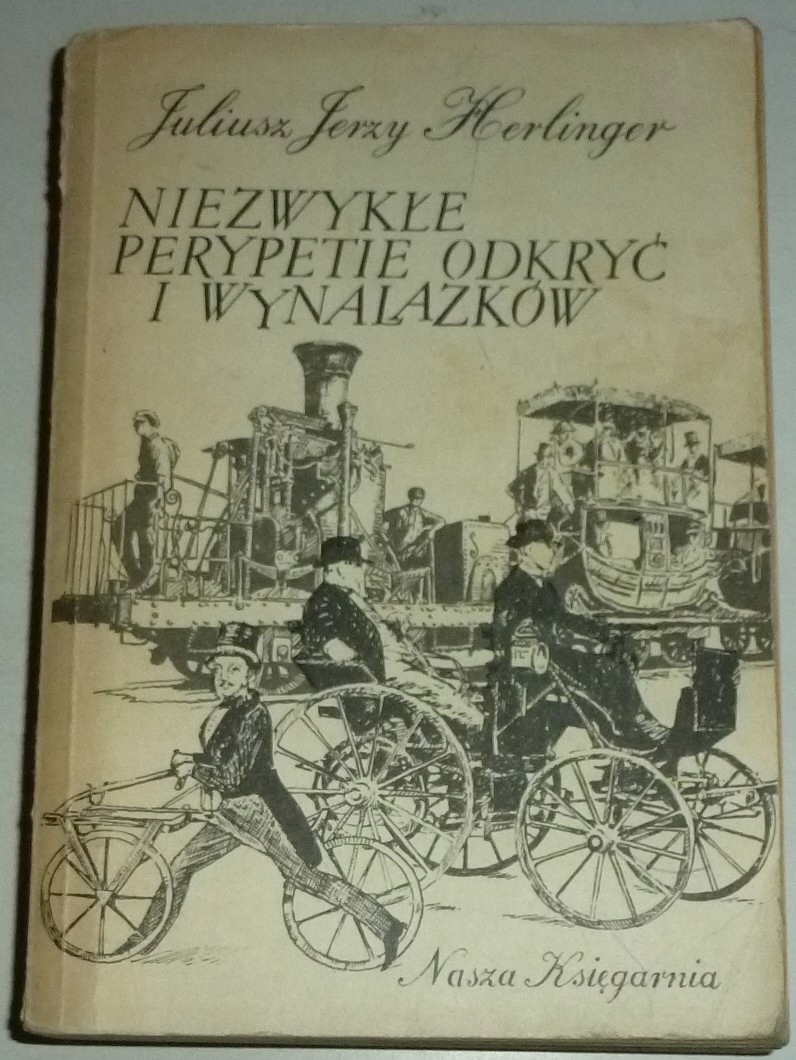 Juliusz Jerzy Herlinger
NIEZWYKŁE
PERYPETIE ODKRYĆ
I WYNALAZKÓW
Nasza Księgarnia